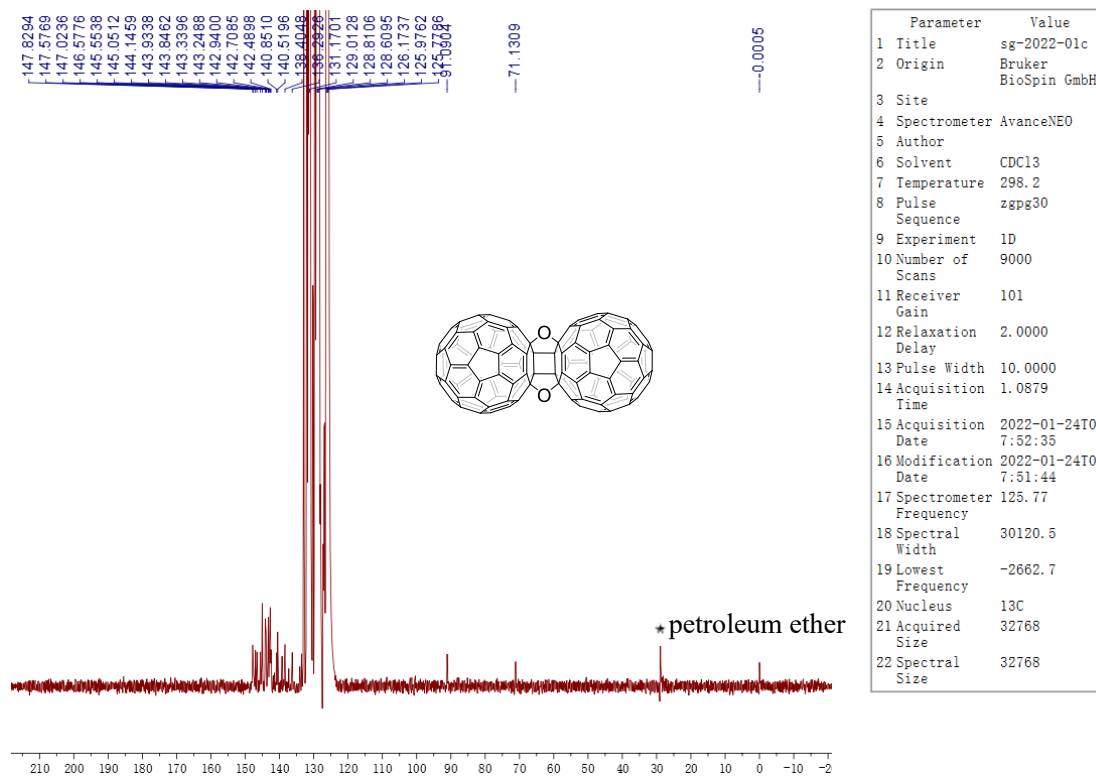 147.8294
147.5769
147.0236
146.5776
145.5538
145.0512
144.1459
143.9338
143.8462
143.3396
143.2488
142.9400
142.7085
142.4898
140.8510
140.5196
131.1701
129.0128
128.8106
128.6095
126.1737
125.9762
125.7786
71.1309
-0.0005
O
O
petroleum ether
210 200 190 180 170 160 150 140 130 120 110 100 90 80 70 60 50 40 30 20 10 0 -10 -2
Parameter Value
1 Title sg-2022-01c
2 Origin Bruker
BioSpin GmbH
3 Site
4 Spectrometer AvanceNEO
5 Author
6 Solvent CDCl3
7 Temperature 298.2
8 Pulse zgpg30
Sequence
9 Experiment 1D
10 Number of 9000
Scans
11 Receiver 101
Gain
12 Relaxation 2.0000
Delay
13 Pulse Width 10.0000
14 Acquisition 1.0879
Time
15 Acquisition 2022-01-24T0
Date 7:52:35
16 Modification 2022-01-24T0
Date 7:51:44
17 Spectrometer 125.77
Frequency
18 Spectral 30120.5
Width
19 Lowest -2662.7
Frequency
20 Nucleus 13C
21 Acquired 32768
Size
22 Spectral 32768
Size